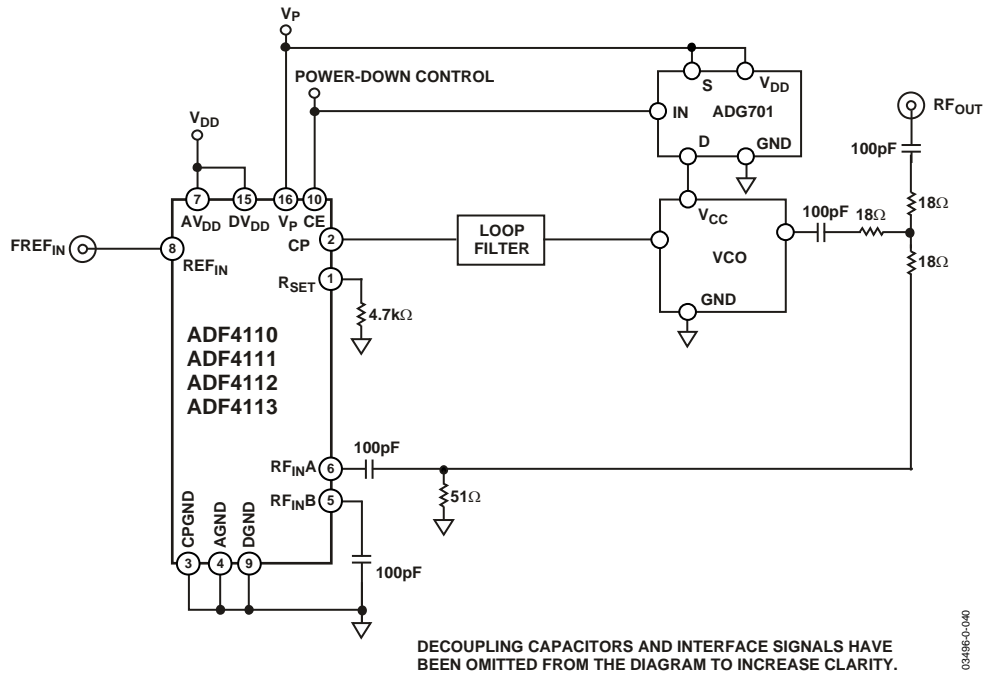 VP
POWER-DOWN CONTROL
S
VDD
IN
ADG701
D
GND
RFOUT
100pF
18Ω
VDD
7
15
16
10
AVDD
DVDD
VP
CE
FREFIN
8
REFIN
CP
2
LOOP
FILTER
VCC
VCO
GND
100pF
18Ω
18Ω
RSET
1
4.7kΩ
ADF4110
ADF4111
ADF4112
ADF4113
RFINA
6
100pF
51Ω
RFINB
5
100pF
CPGND
AGND
DGND
3
4
9
DECOUPLING CAPACITORS AND INTERFACE SIGNALS HAVE
BEEN OMITTED FROM THE DIAGRAM TO INCREASE CLARITY.
03496-0-040